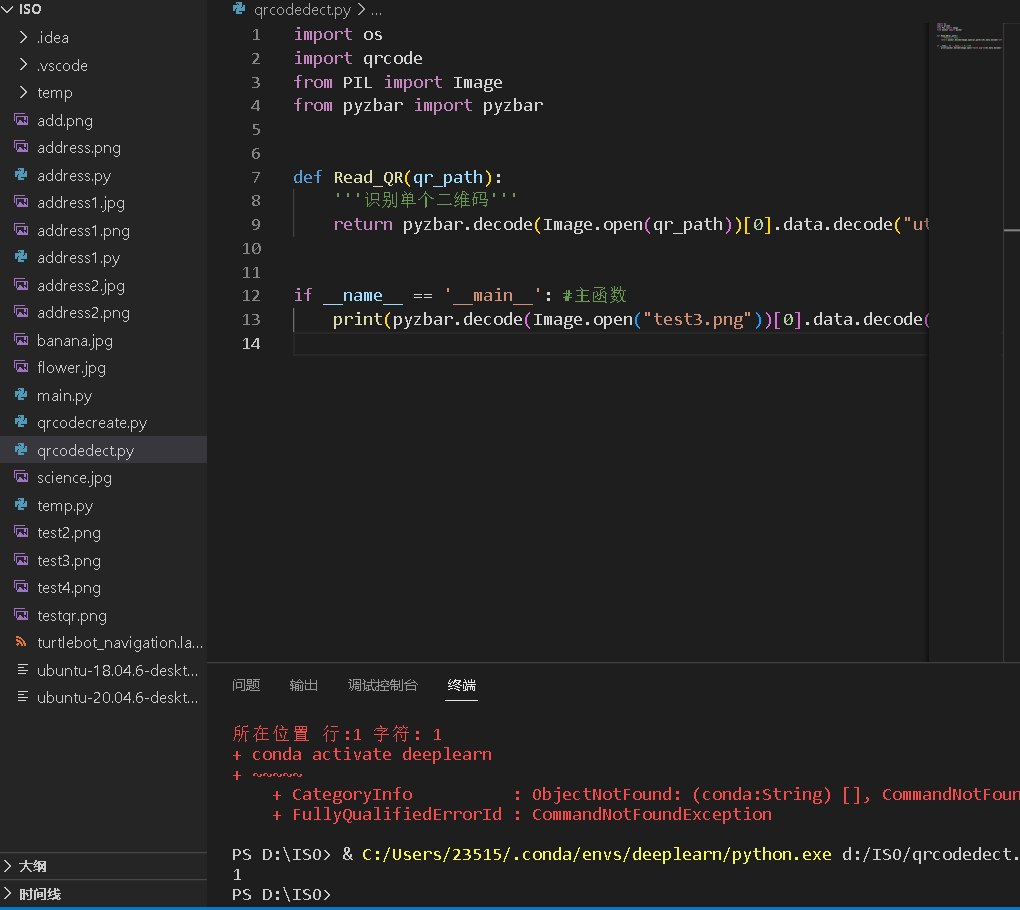 ISO
.idea
.vscode
temp
add.png
address.png
address.py
address1.jpg
address1.png
address1.py
address2.jpg
address2.png
banana.jpg
flower.jpg
main.py
qrcodecreate.py
qrcodedect.py
science.jpg
temp.py
test2.png
test3.png
test4.png
testqr.png
turtlebot_navigation.la...
ubuntu-18.04.6-deskt...
ubuntu-20.04.6-deskt...
大纲
时间线
qrcodedect.py > ...
1 import os
2 import qrcode
3 from PIL import Image
4 from pyzbar import pyzbar
5
6
7 def Read_QR(qr_path):
8     '''识别单个二维码'''
9     return pyzbar.decode(Image.open(qr_path))[0].data.decode("ut
10
11
12 if __name__ == '__main__': #主函数
13     print(pyzbar.decode(Image.open("test3.png"))[0].data.decode(
14
问题 输出 调试控制台 终端
所在位置 行:1 字符: 1
+ conda activate deeplearn
+ ~~~~~
    + CategoryInfo          : ObjectNotFound: (conda:String) [], CommandNotFoun
    + FullyQualifiedErrorId : CommandNotFoundException
PS D:\ISO> & C:/Users/23515/.conda/envs/deeplearn/python.exe d:/ISO/qrcodedect.
1
PS D:\ISO>